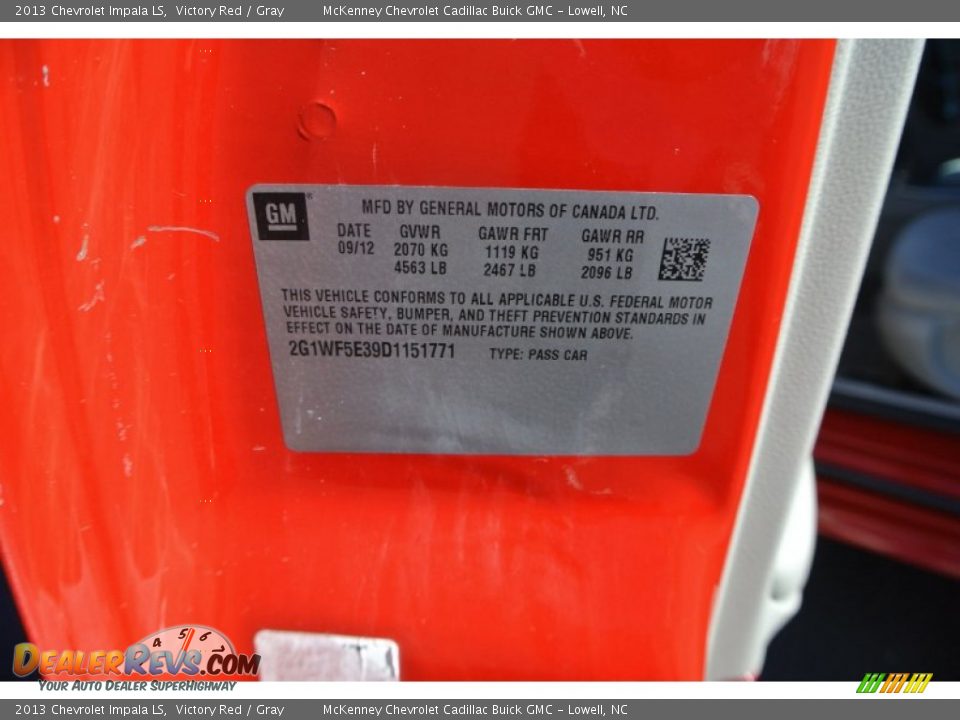 2013 Chevrolet Impala LS, Victory Red / Gray McKenney Chevrolet Cadillac Buick GMC - Lowell, NC
GM
MFD BY GENERAL MOTORS OF CANADA LTD.
DATE GVWR GAWR FRT GAWR RR
09/12 2070 KG 1119 KG 951 KG
4563 LB 2467 LB 2096 LB
THIS VEHICLE CONFORMS TO ALL APPLICABLE U.S. FEDERAL MOTOR
VEHICLE SAFETY, BUMPER, AND THEFT PREVENTION STANDARDS IN
EFFECT ON THE DATE OF MANUFACTURE SHOWN ABOVE.
2G1WF5E39D1151771 TYPE: PASS CAR
4 5 6
DEALERREVS.COM
YOUR AUTO DEALER SUPERHIGHWAY
2013 Chevrolet Impala LS, Victory Red / Gray McKenney Chevrolet Cadillac Buick GMC - Lowell, NC